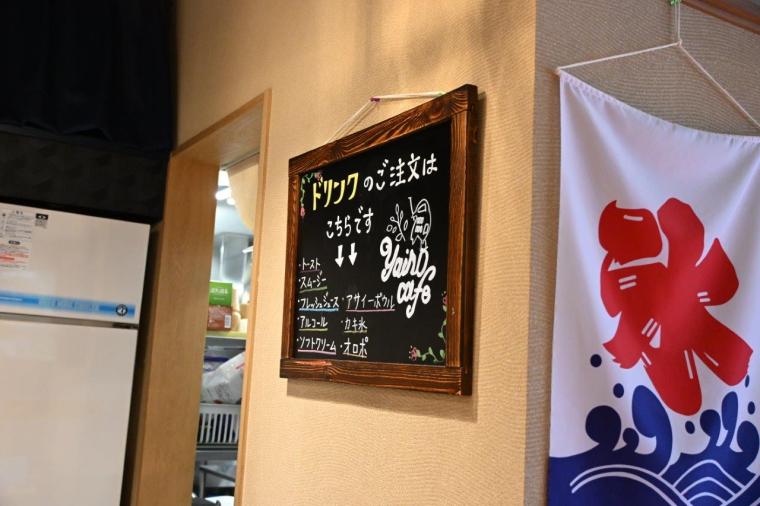 ドリンクのご注文は
こちらです
↓↓
yairo
cafe
・トースト
・スムージー
・フレッシュジュース ・アサイーボウル
・アルコール ・カキ氷
・ソフトクリーム ・オロポ
氷